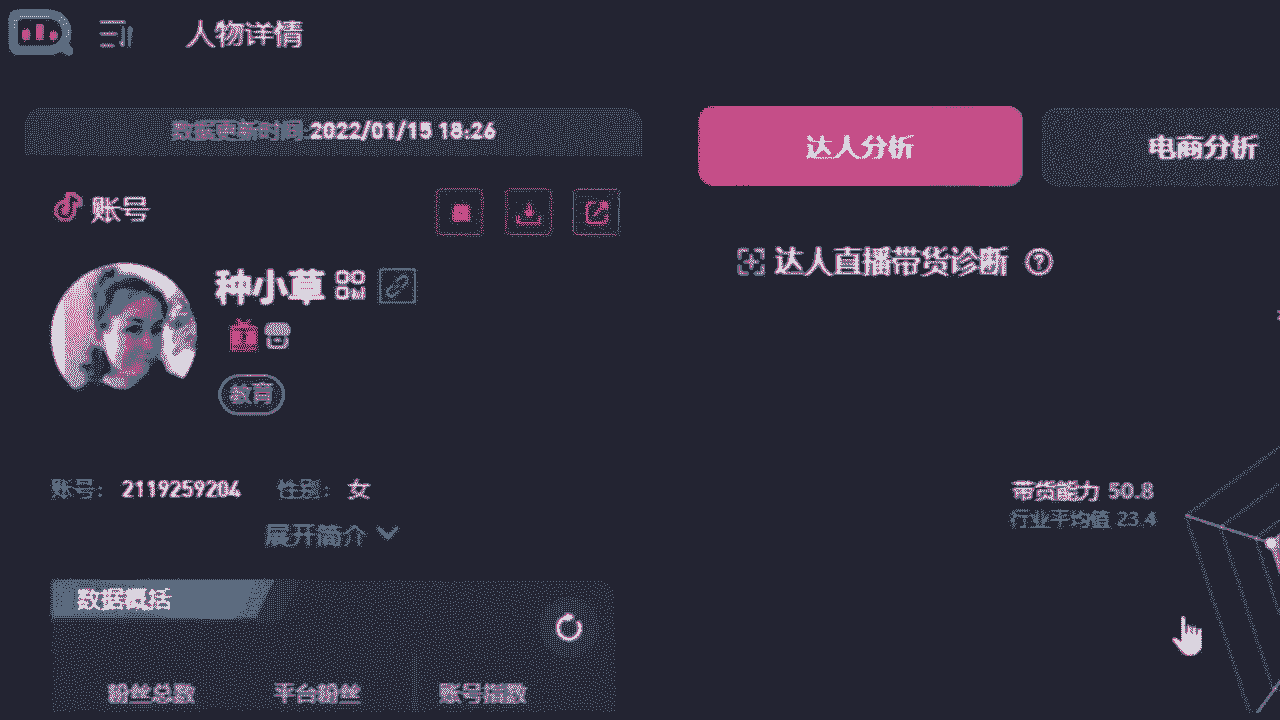 人物详情
数据更新时间 2022/01/15 18:26
达人分析
电商分析
账号
达人直播带货诊断
种小草
教育
账号： 2119259204 性别： 女
展开简介
带货能力 50.8
行业平均值 23.4
数据概括
粉丝总数 平台粉丝 账号指数